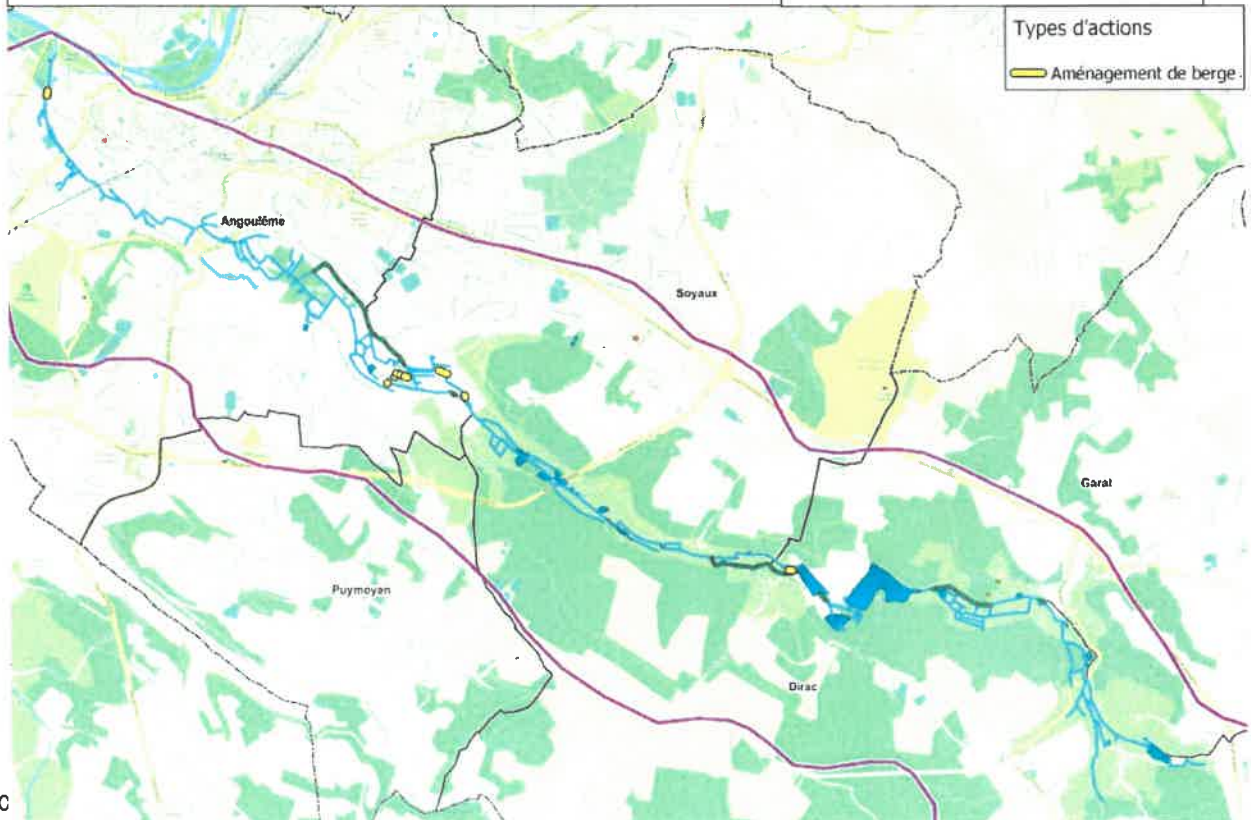 Types d'actions
Aménagement de berge
Angoulême
Soyaux
Garat
Puymoyen
Dirac